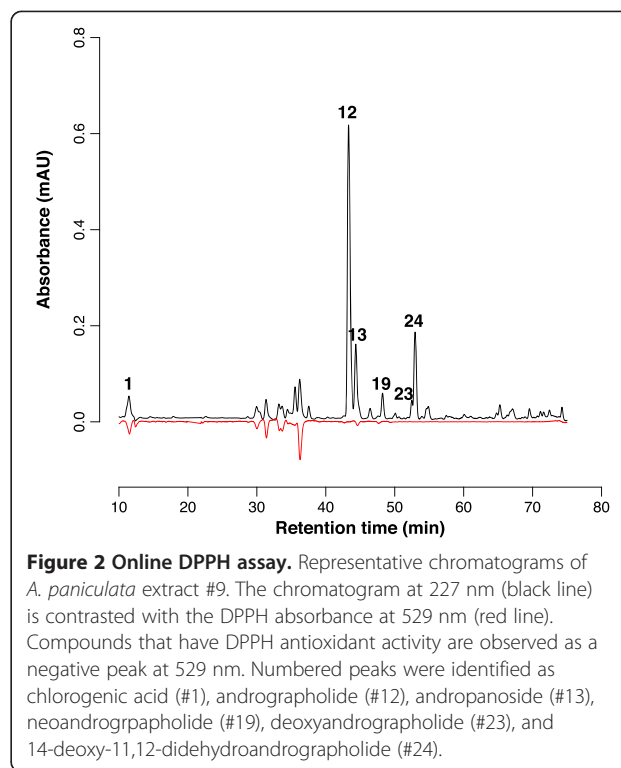 0.8
0.6
0.4
0.2
0.0
Absorbance (mAU)
12
13
24
19
23
1
10 20 30 40 50 60 70 80
Retention time (min)
Figure 2 Online DPPH assay. Representative chromatograms of
A. paniculata extract #9. The chromatogram at 227 nm (black line)
is contrasted with the DPPH absorbance at 529 nm (red line).
Compounds that have DPPH antioxidant activity are observed as a
negative peak at 529 nm. Numbered peaks were identified as
chlorogenic acid (#1), andrographolide (#12), andropanoside (#13),
neoandrogrpapholide (#19), deoxyandrographolide (#23), and
14-deoxy-11,12-didehydroandrographolide (#24).